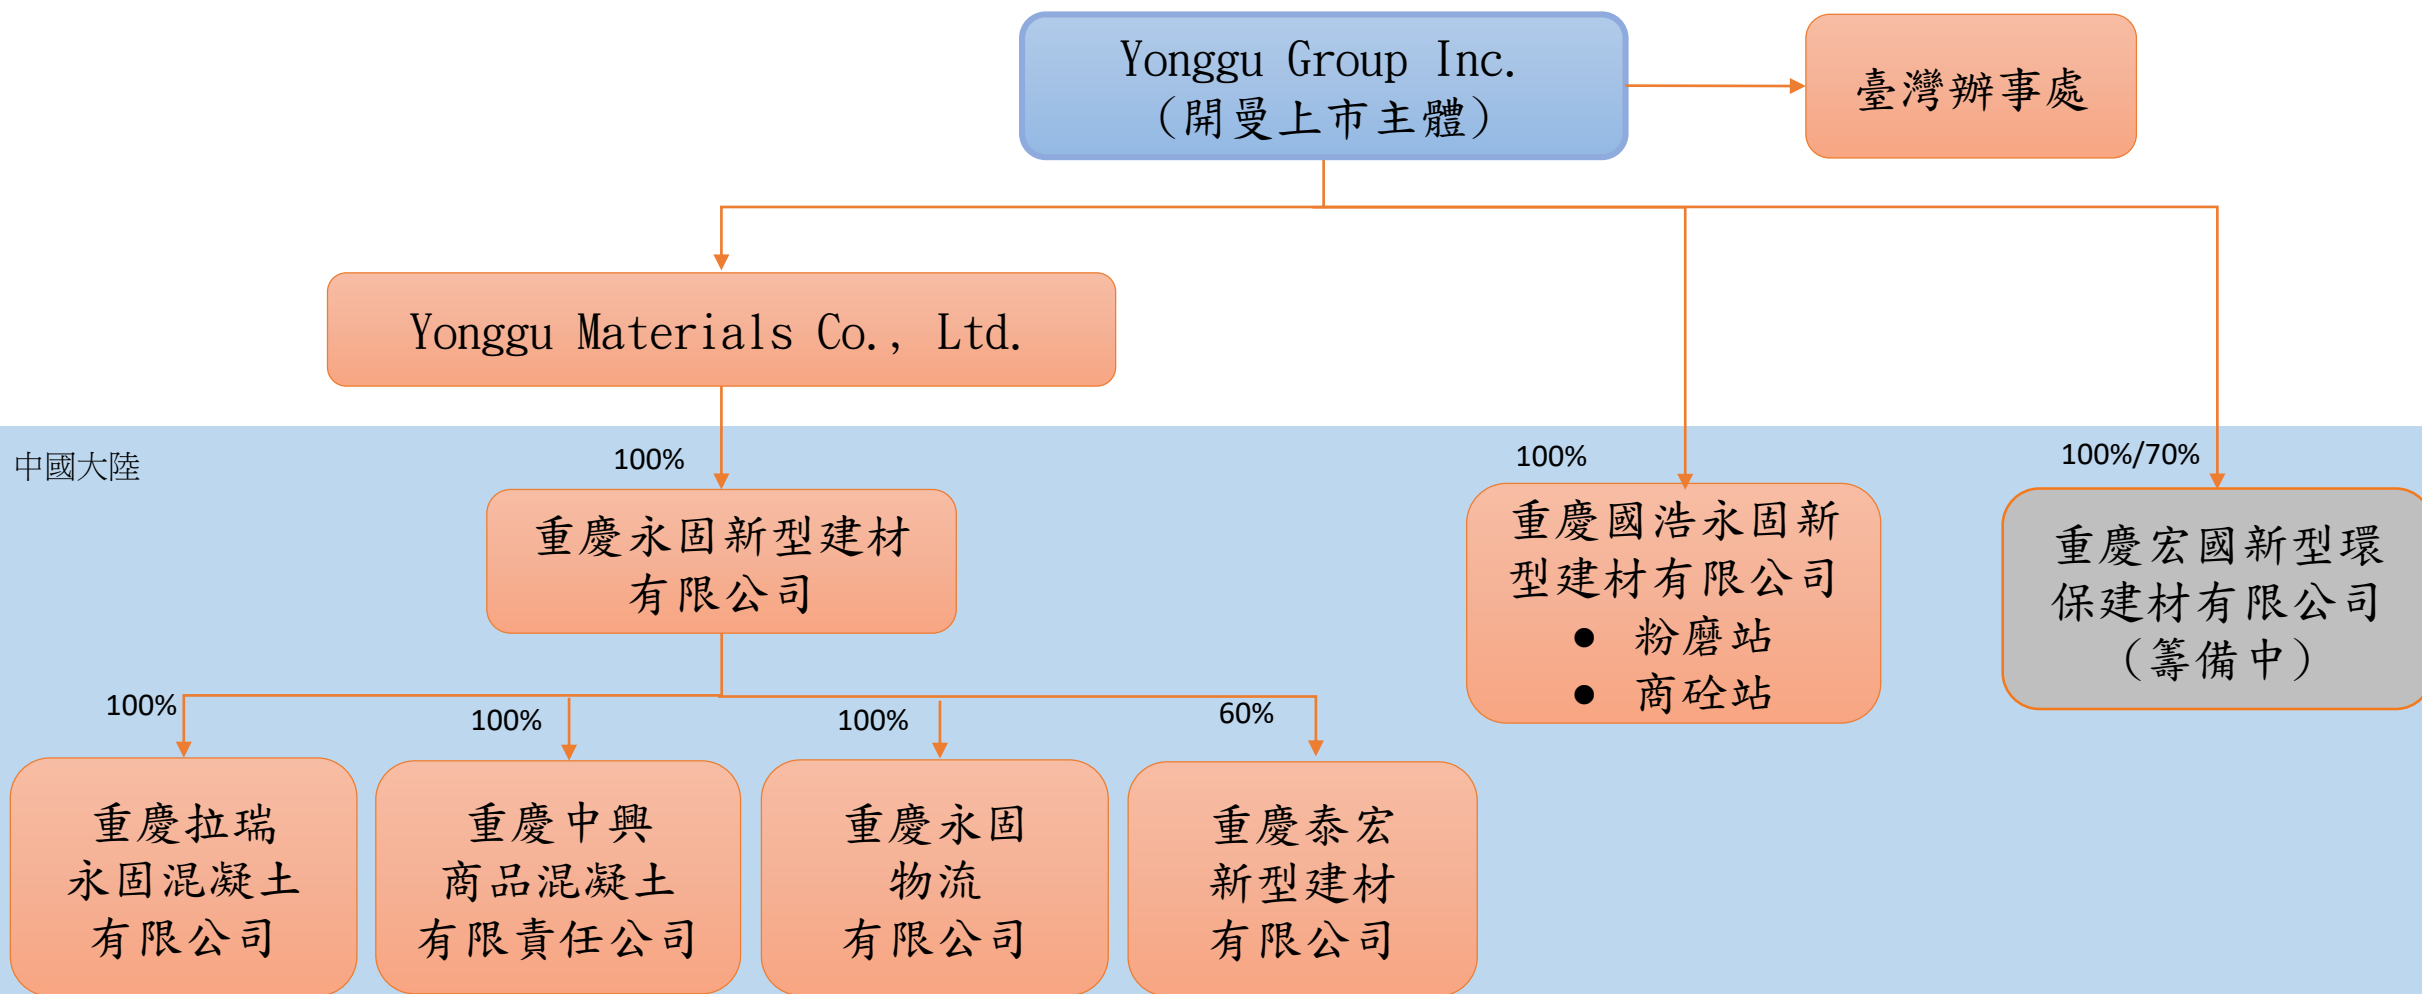 Yonggu Group Inc.
(開曼上市主體)
臺灣辦事處
Yonggu Materials Co., Ltd.
中國大陸
100%
100%
100%/70%
重慶永固新型建材
有限公司
重慶國浩永固新
型建材有限公司
● 粉磨站
● 商砼站
重慶宏國新型環
保建材有限公司
(籌備中)
100%
100%
100%
60%
重慶拉瑞
永固混凝土
有限公司
重慶中興
商品混凝土
有限責任公司
重慶永固
物流
有限公司
重慶泰宏
新型建材
有限公司